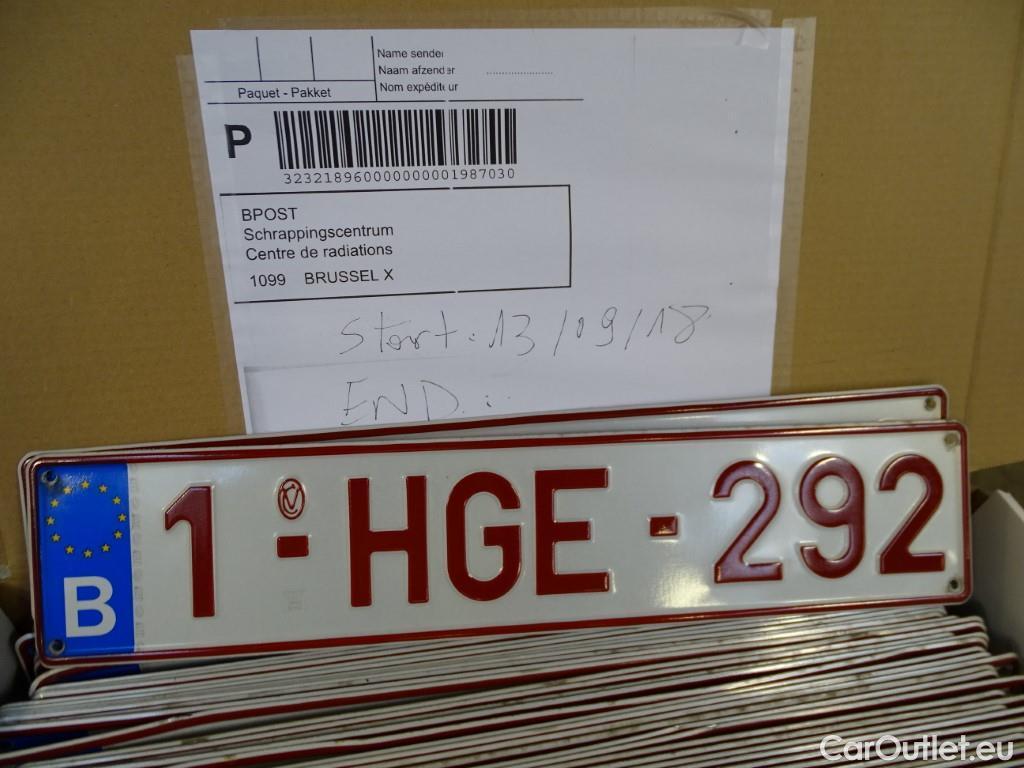 Name sender
Naam afzender
Nom expéditeur
Paquet - Pakket
P
323218960000000001987030
BPOST
Schrappingscentrum
Centre de radiations
1099 BRUSSEL X
Start: 13/09/18
END:
B
1-HGE-292
CarOutlet.eu